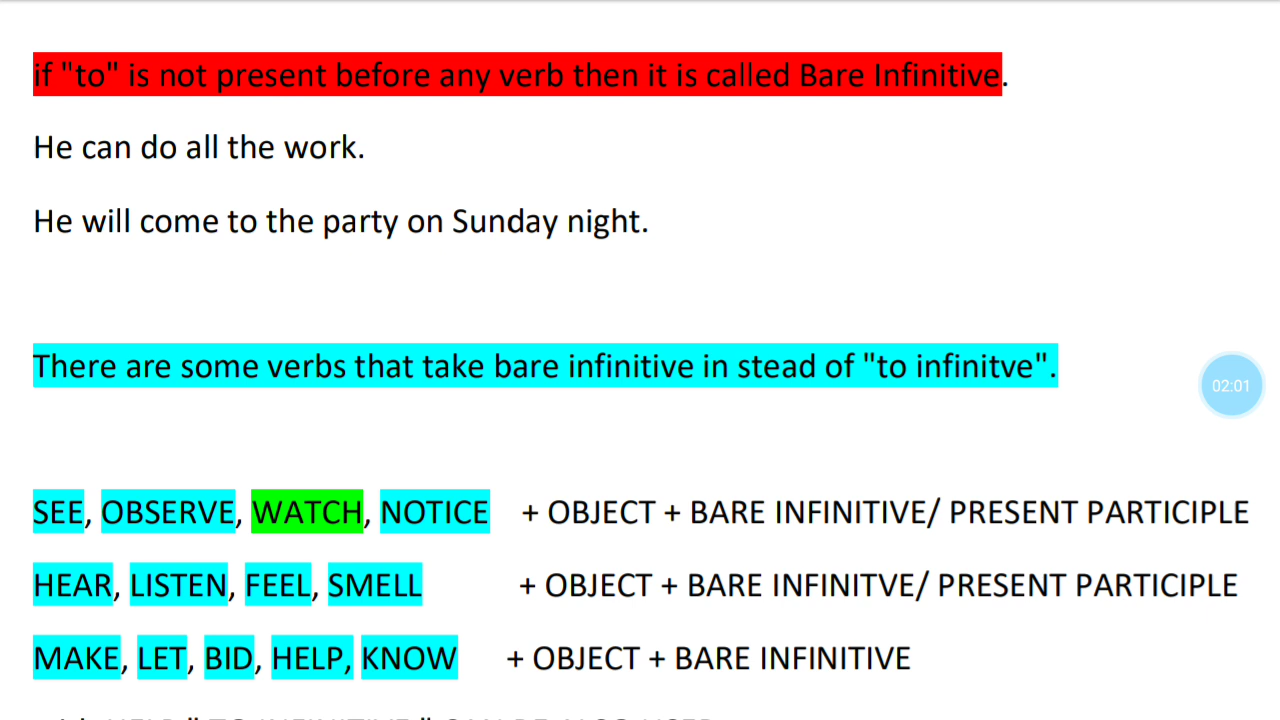 if "to" is not present before any verb then it is called Bare Infinitive.
He can do all the work.
He will come to the party on Sunday night.
There are some verbs that take bare infinitive in stead of "to infinitve".
02:01
SEE, OBSERVE, WATCH, NOTICE + OBJECT + BARE INFINITIVE/ PRESENT PARTICIPLE
HEAR, LISTEN, FEEL, SMELL + OBJECT + BARE INFINITVE/ PRESENT PARTICIPLE
MAKE, LET, BID, HELP, KNOW + OBJECT + BARE INFINITIVE